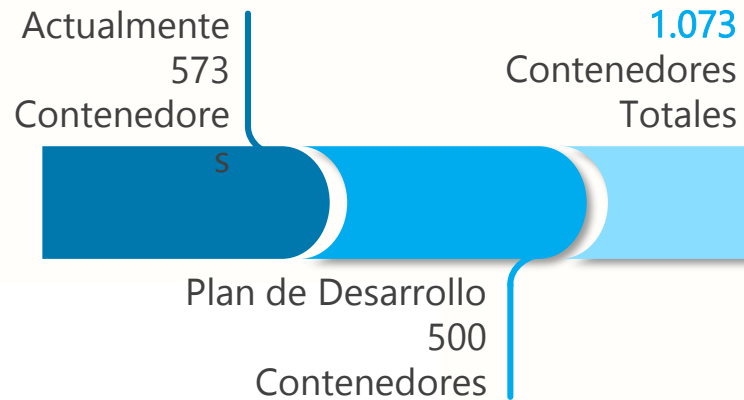 Actualmente
573
Contenedore
s
1.073
Contenedores
Totales
Plan de Desarrollo
500
Contenedores